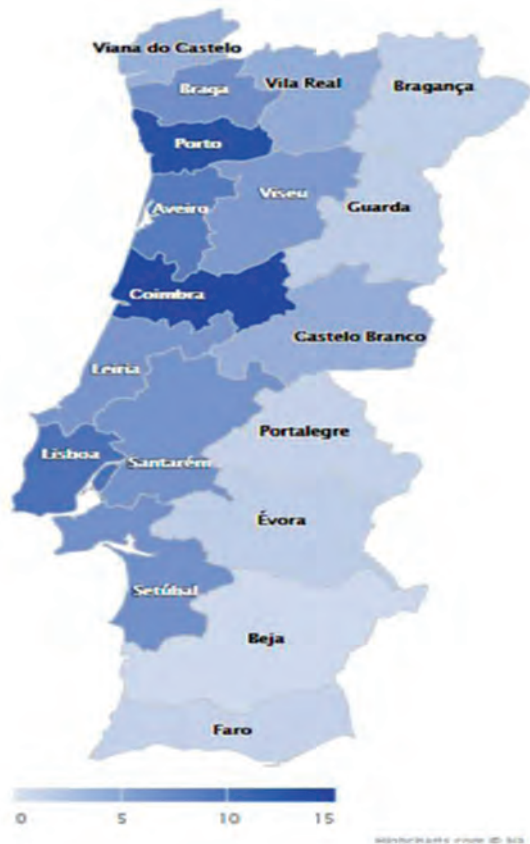 Viana do Castelo
Braga
Vila Real
Bragança
Porto
Aveiro
Viseu
Guarda
Coimbra
Castelo Branco
Leiria
Portalegre
Lisboa
Santarém
Évora
Setúbal
Beja
Faro
0 5 10 15